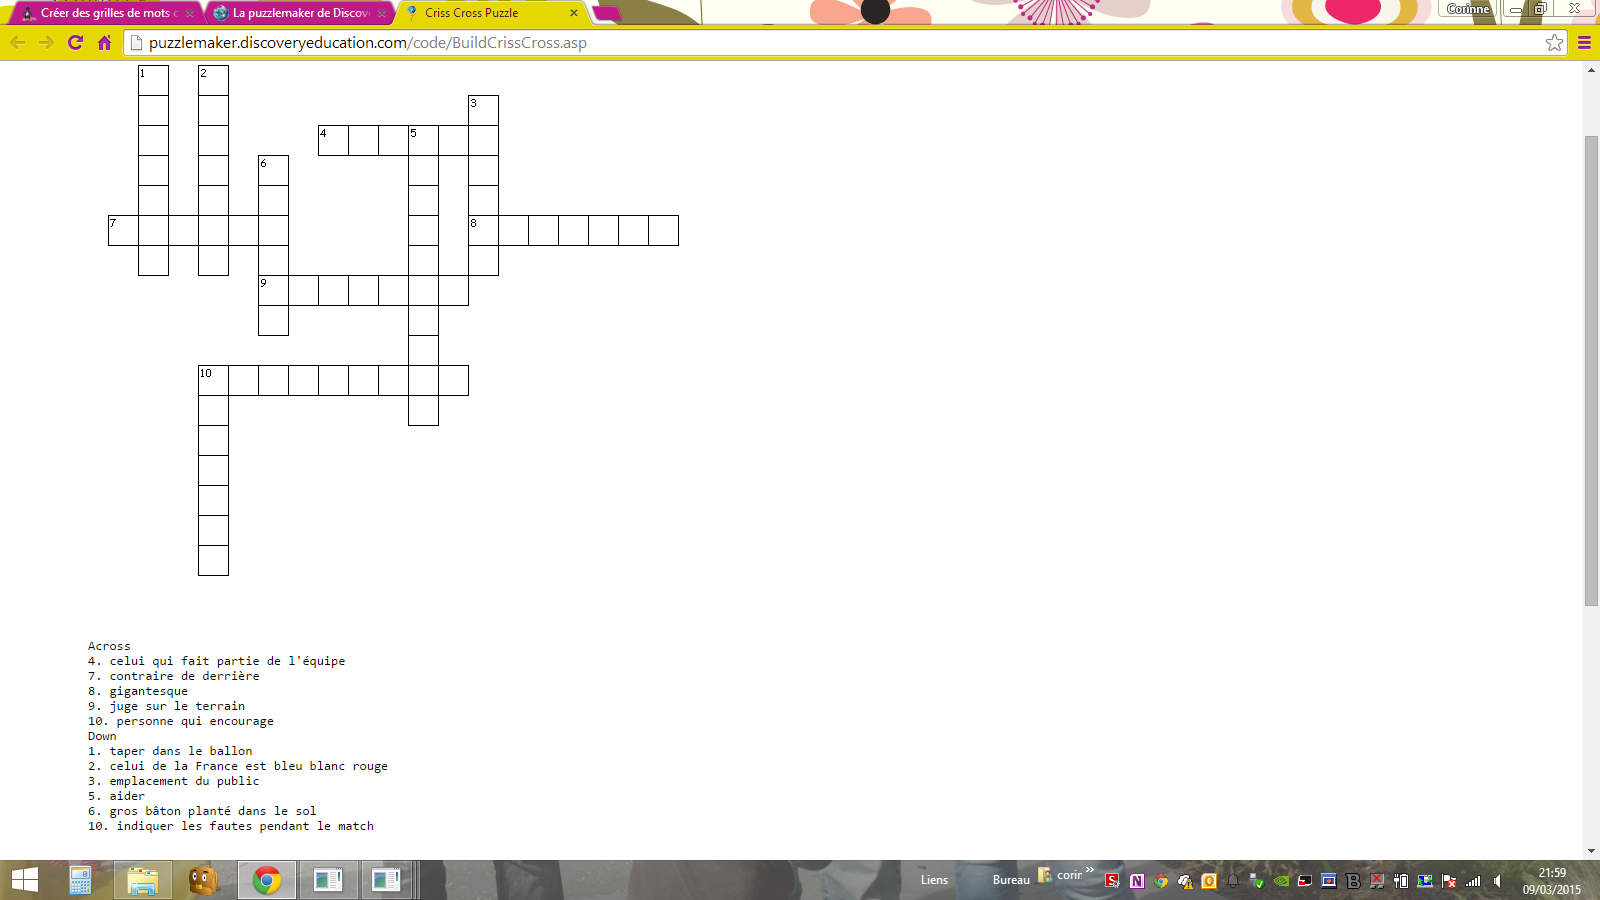 Créer des grilles de mots c
La puzzlemaker de Discov
Criss Cross Puzzle
Corinne
puzzlemaker.discoveryeducation.com/code/BuildCrissCross.asp
1
2
3
4
5
6
7
8
9
10
Across
4. celui qui fait partie de l'équipe
7. contraire de derrière
8. gigantesque
9. juge sur le terrain
10. personne qui encourage
Down
1. taper dans le ballon
2. celui de la France est bleu blanc rouge
3. emplacement du public
5. aider
6. gros bâton planté dans le sol
10. indiquer les fautes pendant le match
Liens
Bureau
corir
21:59
09/03/2015